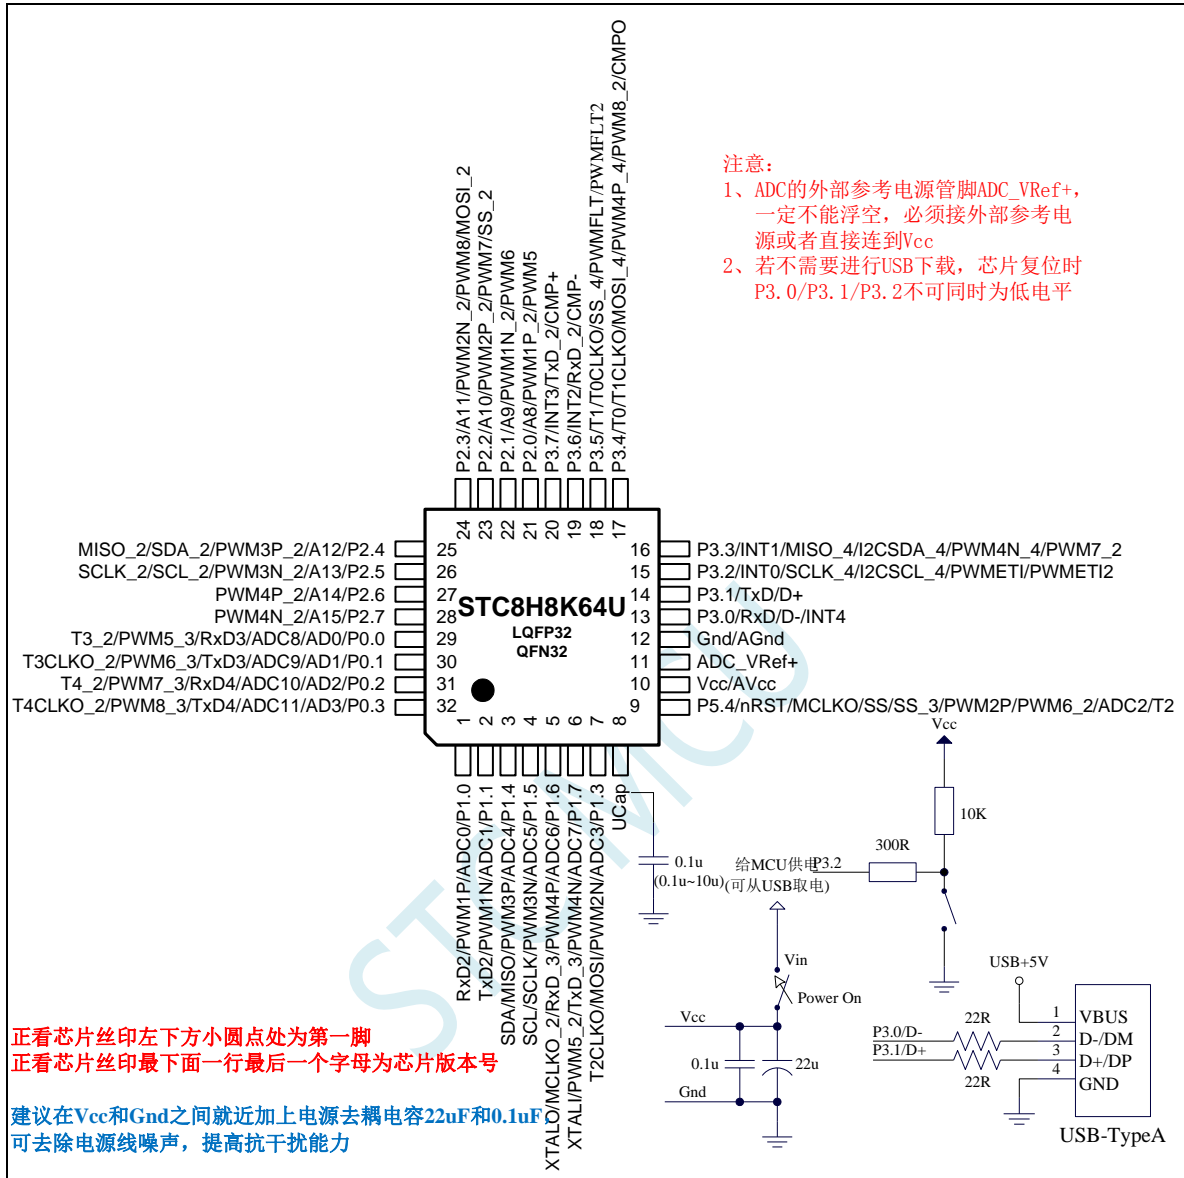 P2.3/A11/PWM2N_2/PWM8/MOSI_2
P2.2/A10/PWM2P_2/PWM7/SS_2
P2.1/A9/PWM1N_2/PWM6
P2.0/A8/PWM1P_2/PWM5
P3.7/INT3/TxD_2/CMP+
P3.6/INT2/RxD_2/CMP-
P3.5/T1/T0CLKO/SS_4/PWMFLT/PWMFLT2
P3.4/T0/T1CLKO/MOSI_4/PWM4P_4/PWM8_2/CMPO
注意:
1、ADC的外部参考电源管脚ADC_VRef+,
一定不能浮空，必须接外部参考电
源或者直接连到Vcc
2、若不需要进行USB下载，芯片复位时
P3.0/P3.1/P3.2不可同时为低电平
24 23 22 21 20 19 18 17
MISO_2/SDA_2/PWM3P_2/A12/P2.4 25
SCLK_2/SCL_2/PWM3N_2/A13/P2.5 26
PWM4P_2/A14/P2.6 27
PWM4N_2/A15/P2.7 28
T3_2/PWM5_3/RxD3/ADC8/AD0/P0.0 29
T3CLKO_2/PWM6_3/TxD3/ADC9/AD1/P0.1 30
T4_2/PWM7_3/RxD4/ADC10/AD2/P0.2 31
T4CLKO_2/PWM8_3/TxD4/ADC11/AD3/P0.3 32
STC8H8K64U
LQFP32
QFN32
16 P3.3/INT1/MISO_4/I2CSDA_4/PWM4N_4/PWM7_2
15 P3.2/INT0/SCLK_4/I2CSCL_4/PWMETI/PWMETI2
14 P3.1/TxD/D+
13 P3.0/RxD/D-/INT4
12 Gnd/AGnd
11 ADC_VRef+
10 Vcc/AVcc
9 P5.4/nRST/MCLKO/SS/SS_3/PWM2P/PWM6_2/ADC2/T2
1 2 3 4 5 6 7 8
RxD2/PWM1P/ADC0/P1.0
TxD2/PWM1N/ADC1/P1.1
SDA/MISO/PWM3P/ADC4/P1.4
SCL/SCLK/PWM3N/ADC5/P1.5
XTALO/MCLKO_2/RxD_3/PWM4P/ADC6/P1.6
XTALI/PWM5_2/TxD_3/PWM4N/ADC7/P1.7
T2CLKO/MOSI/PWM2N/ADC3/P1.3
UCap
0.1u
(0.1u~10u)
Vcc
10K
300R
P3.2
给MCU供电
(可从USB取电)
Vin
Power On
Vcc
0.1u
22u
Gnd
USB+5V
P3.0/D-
22R
P3.1/D+
22R
1 VBUS
2 D-/DM
3 D+/DP
4 GND
USB-TypeA
STC MCU
正看芯片丝印左下方小圆点处为第一脚
正看芯片丝印最下面一行最后一个字母为芯片版本号
建议在Vcc和Gnd之间就近加上电源去耦电容22uF和0.1uF，
可去除电源线噪声，提高抗干扰能力